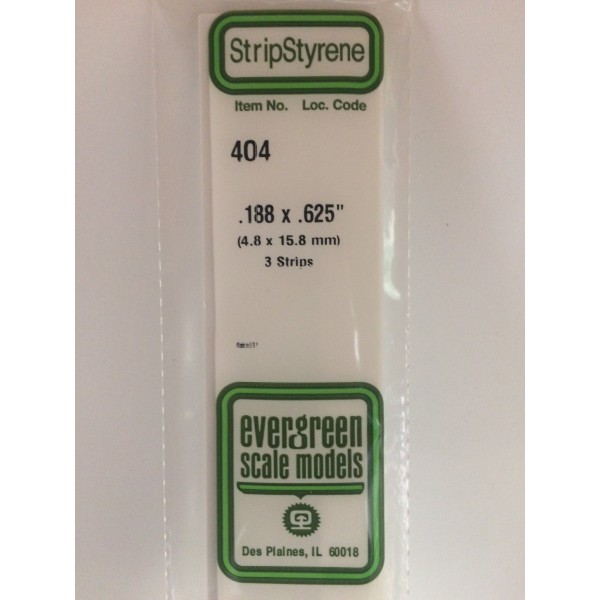 StripStyrene
Item No. Loc. Code
404
.188 x .625"
(4.8 x 15.8 mm)
3 Strips
evergreen
scale models
Des Plaines, IL 60018